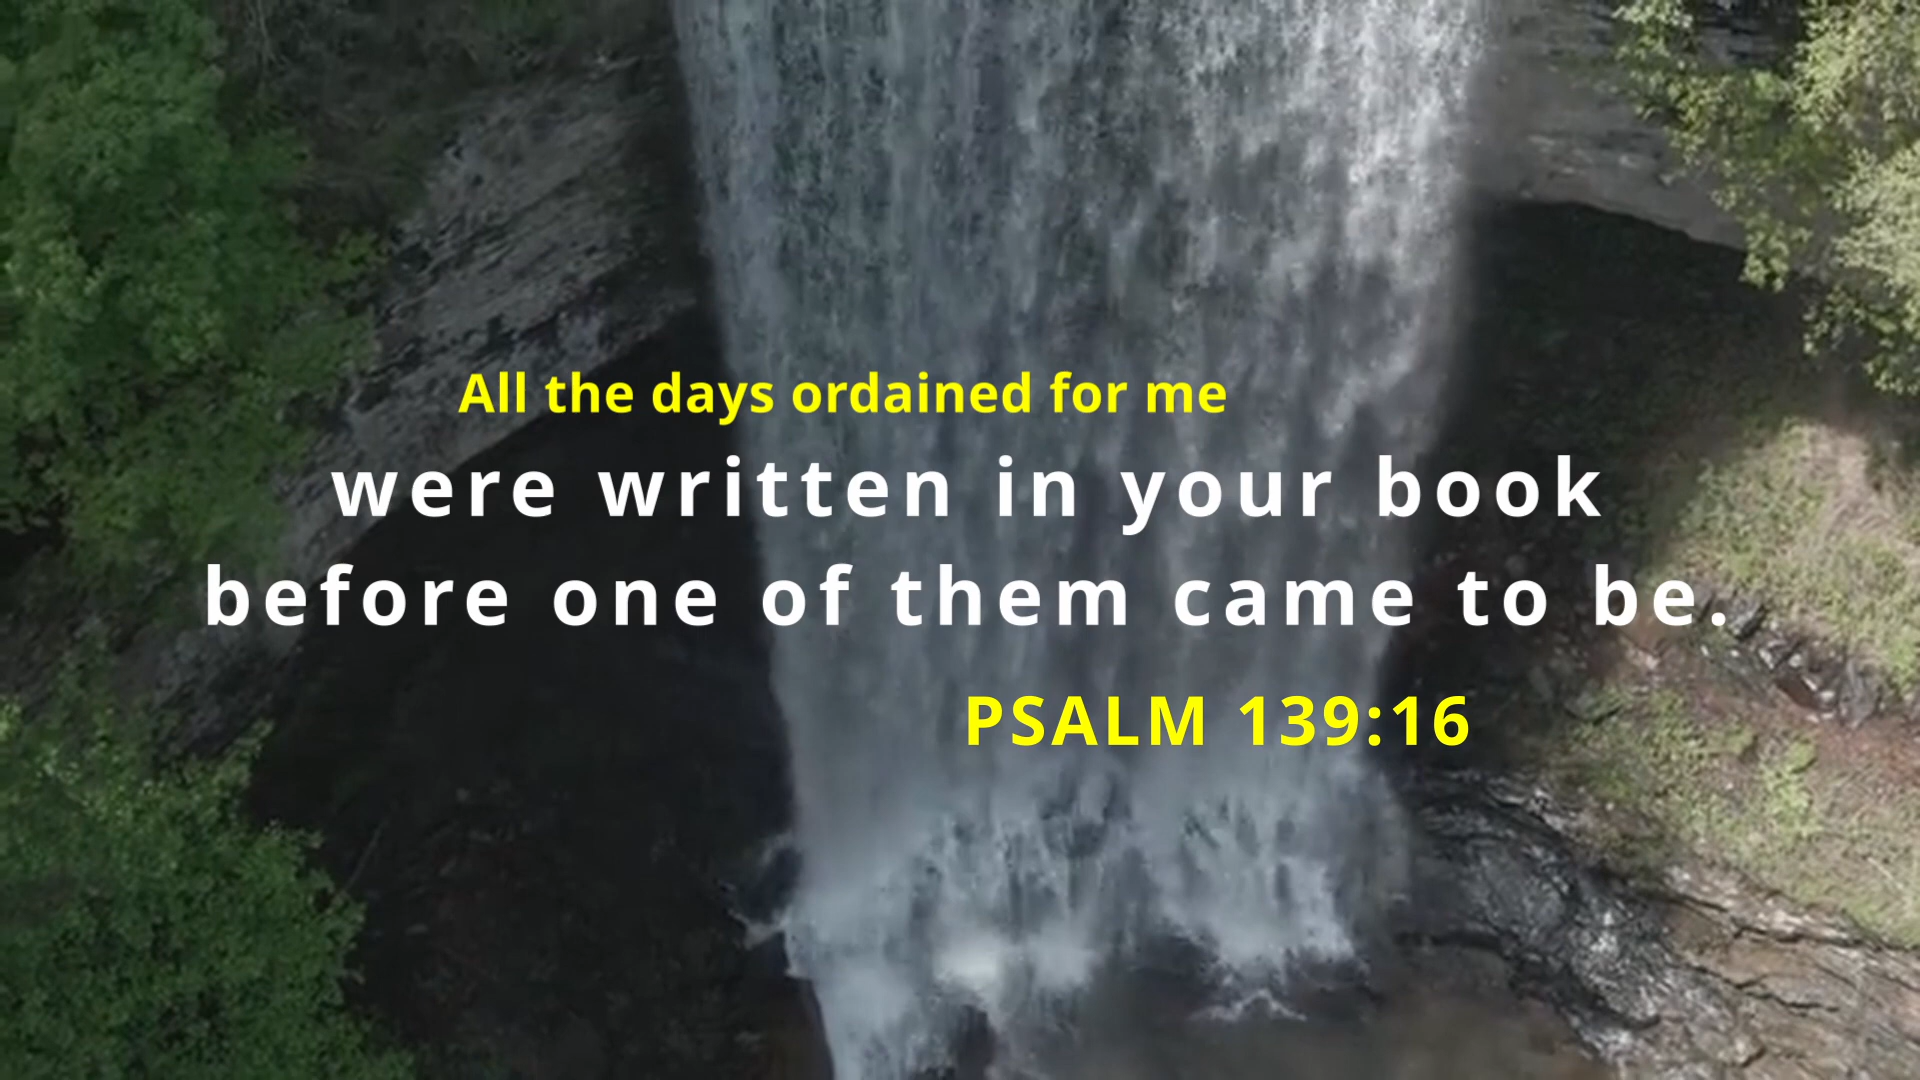 All the days ordained for me
were written in your book
before one of them came to be.
PSALM 139:16